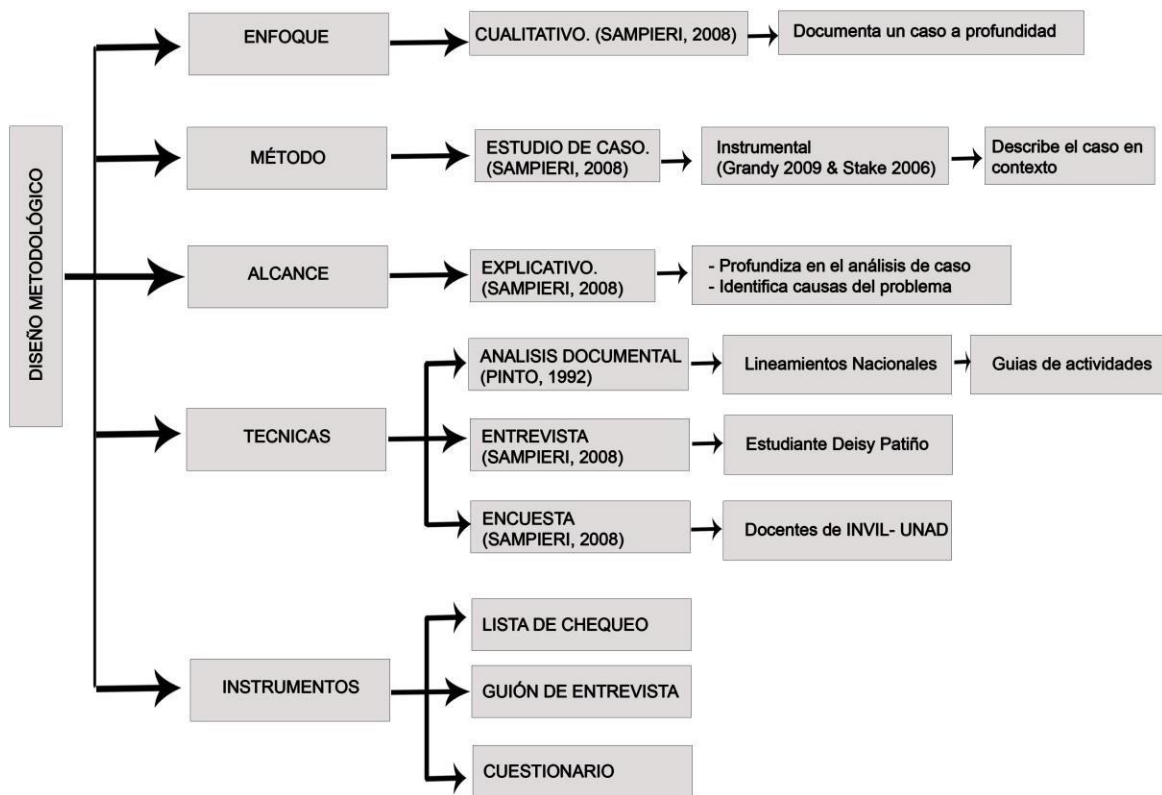 DISEÑO METODOLÓGICO
ENFOQUE
CUALITATIVO. (SAMPIERI, 2008)
Documenta un caso a profundidad
MÉTODO
ESTUDIO DE CASO.
(SAMPIERI, 2008)
Instrumental
(Grandy 2009 & Stake 2006)
Describe el caso en
contexto
ALCANCE
EXPLICATIVO.
(SAMPIERI, 2008)
- Profundiza en el análisis de caso
- Identifica causas del problema
TECNICAS
ANALISIS DOCUMENTAL
(PINTO, 1992)
Lineamientos Nacionales
Guias de actividades
ENTREVISTA
(SAMPIERI, 2008)
Estudiante Deisy Patiño
ENCUESTA
(SAMPIERI, 2008)
Docentes de INVIL- UNAD
INSTRUMENTOS
LISTA DE CHEQUEO
GUIÓN DE ENTREVISTA
CUESTIONARIO